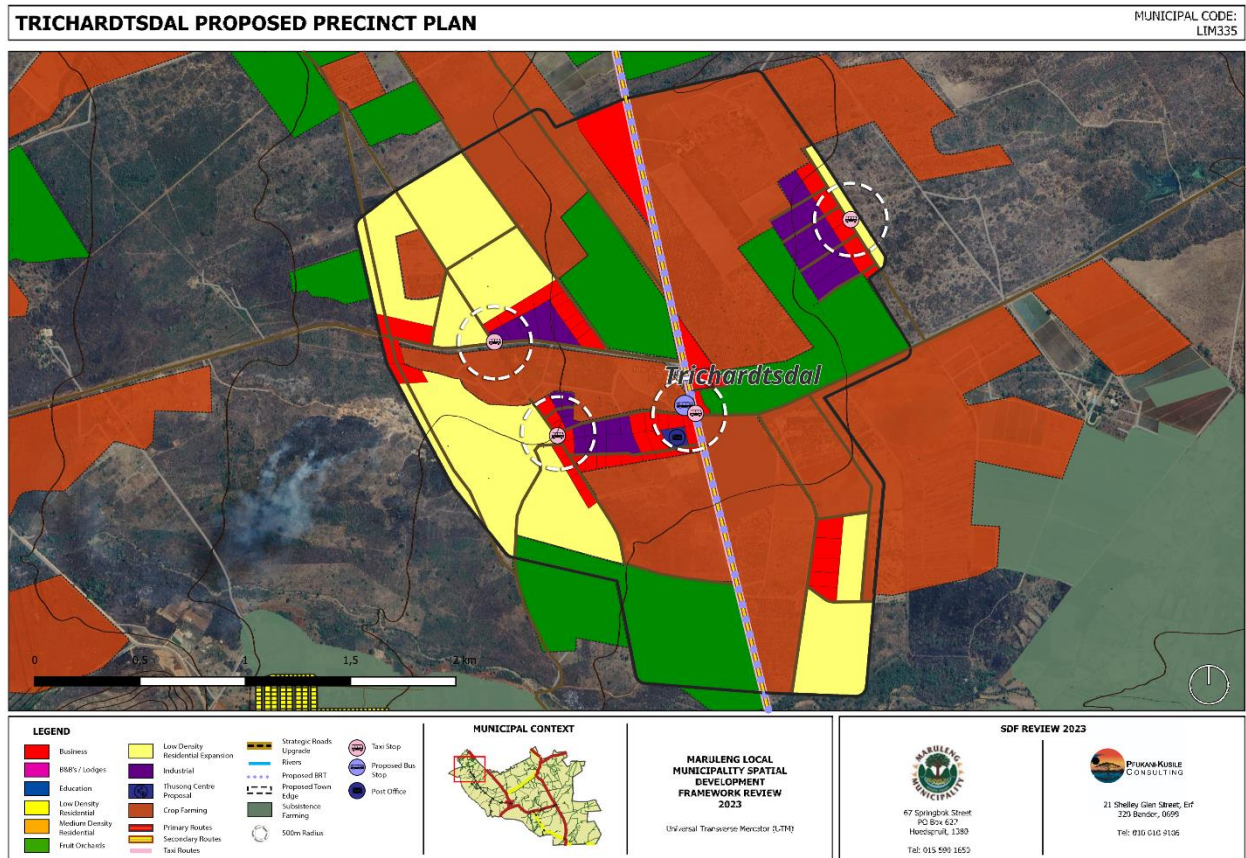 TRICHARDTSDAL PROPOSED PRECINCT PLAN
MUNICIPAL CODE:
LIM335
Trichardtsdal
0
0,5
1
1,5
2 km
LEGEND
Business
B&B's / Lodges
Education
Low Density
Residential
Medium Density
Residential
Fruit Orchards
Low Density
Residential Expansion
Industrial
Thusong Centre
Proposal
Crop Farming
Primary Routes
Secondary Routes
Taxi Routes
Strategic Roads
Upgrade
Rivers
Proposed BRT
Proposed Town
Edge
Subsistence
Farming
500m Radius
Taxi Stop
Proposed Bus
Stop
Post Office
MUNICIPAL CONTEXT
MARULENG LOCAL
MUNICIPALITY SPATIAL
DEVELOPMENT
FRAMEWORK REVIEW
2023
Universal Transverse Mercator (UTM)
SDF REVIEW 2023
MARULENG
MUNICIPALITY
67 Springbok Street
PO Box 627
Hoedspruit, 1380
Tel: 015 590 1650
PFUKANI-KUSILE
CONSULTING
21 Shelley Glen Street, Erf
320 Bendor, 0699
Tel: